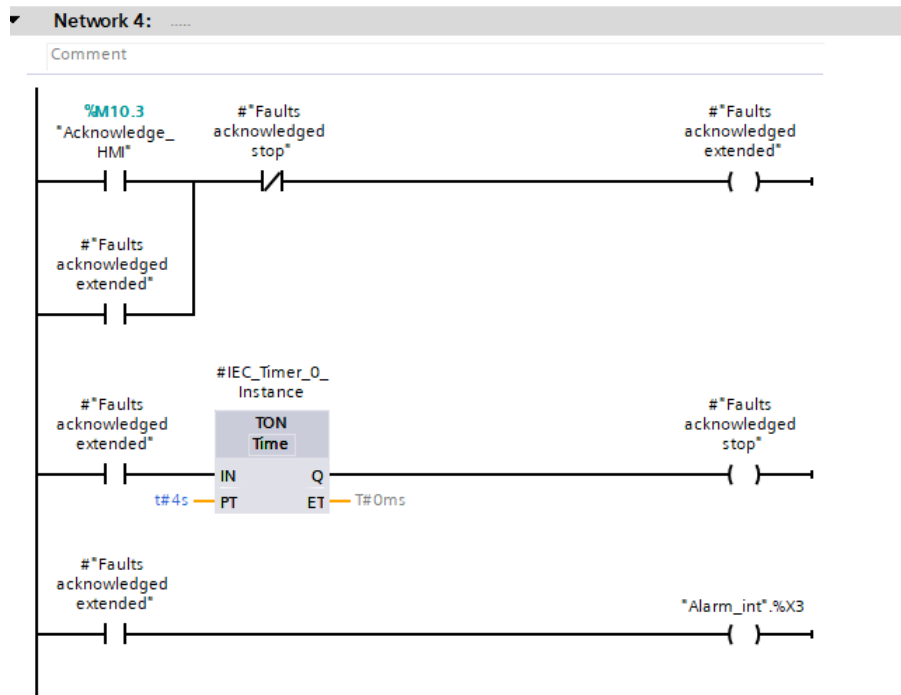 Network 4: .....
Comment
%M10.3
"Acknowledge_
HMI"
#"Faults
acknowledged
stop"
#"Faults
acknowledged
extended"
#"Faults
acknowledged
extended"
#IEC_Timer_0_
Instance
#"Faults
acknowledged
extended"
TON
Time
#"Faults
acknowledged
stop"
IN Q
t#4s PT ET T#0ms
#"Faults
acknowledged
extended"
"Alarm_int".%X3